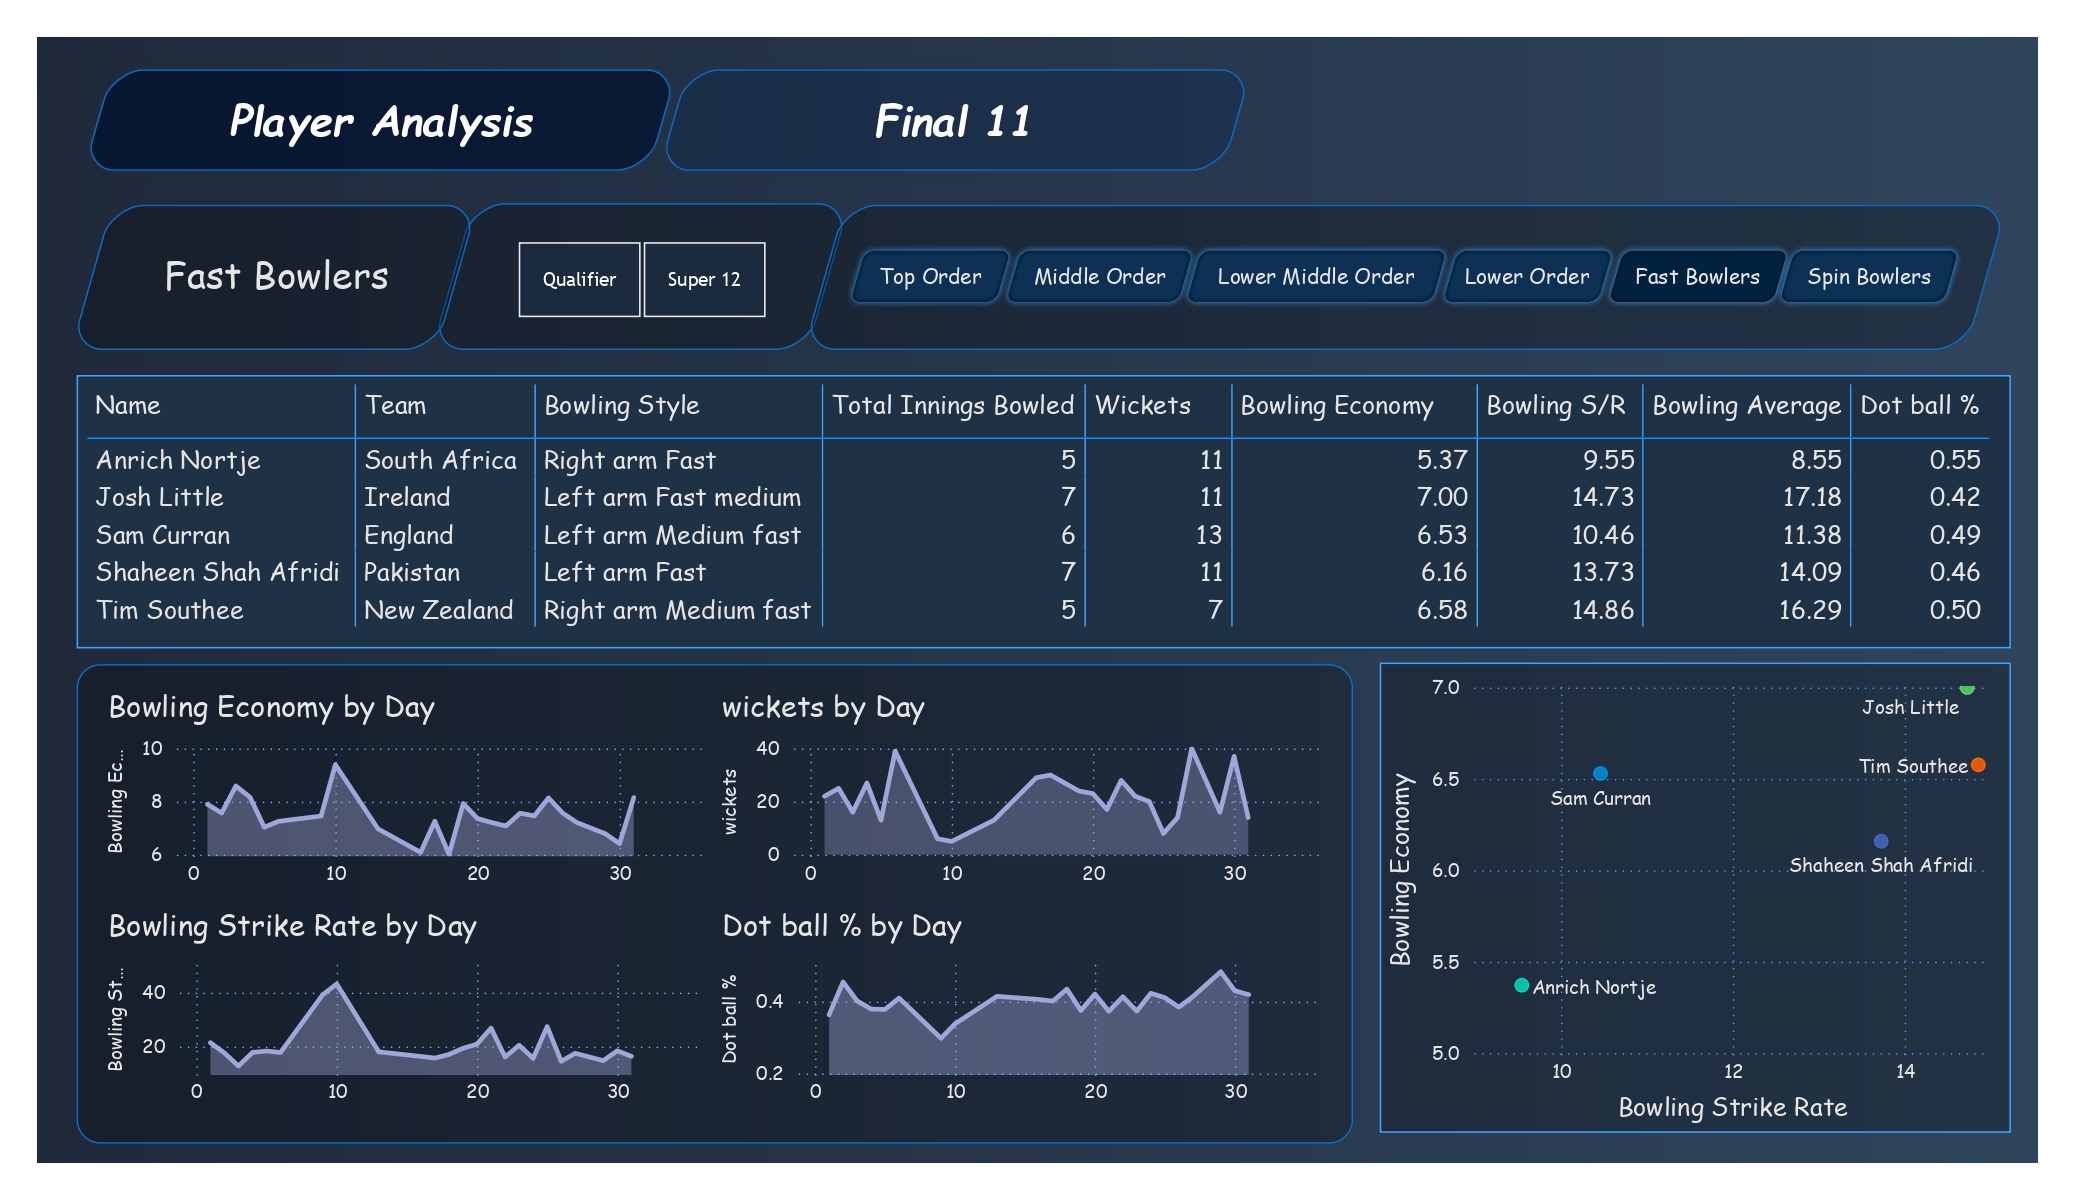 Player Analysis
Final 11
Fast Bowlers
Qualifier
Super 12
Top Order
Middle Order
Lower Middle Order
Lower Order
Fast Bowlers
Spin Bowlers
Name Team Bowling Style Total Innings Bowled Wickets Bowling Economy Bowling S/R Bowling Average Dot ball %
Anrich Nortje South Africa Right arm Fast 5 11 5.37 9.55 8.55 0.55
Josh Little Ireland Left arm Fast medium 7 11 7.00 14.73 17.18 0.42
Sam Curran England Left arm Medium fast 6 13 6.53 10.46 11.38 0.49
Shaheen Shah Afridi Pakistan Left arm Fast 7 11 6.16 13.73 14.09 0.46
Tim Southee New Zealand Right arm Medium fast 5 7 6.58 14.86 16.29 0.50
Bowling Economy by Day
Bowling Ec...
10
8
6
0 10 20 30
wickets by Day
wickets
40
20
0
0 10 20 30
Bowling Strike Rate by Day
Bowling St...
40
20
0 10 20 30
Dot ball % by Day
Dot ball %
0.4
0.2
0 10 20 30
Bowling Economy
7.0
6.5
6.0
5.5
5.0
Josh Little
Tim Southee
Sam Curran
Shaheen Shah Afridi
Anrich Nortje
10 12 14
Bowling Strike Rate